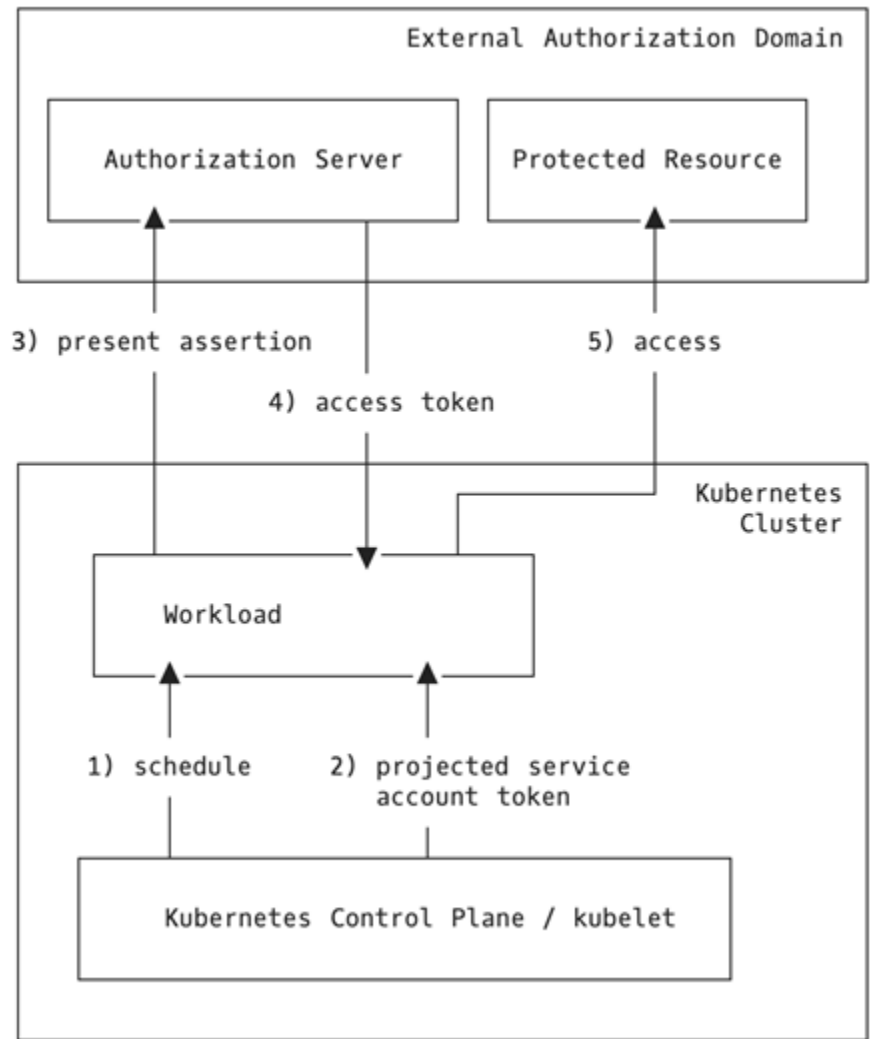 External Authorization Domain
Authorization Server
Protected Resource
3) present assertion
5) access
4) access token
Kubernetes
Cluster
Workload
1) schedule
2) projected service
account token
Kubernetes Control Plane / kubelet